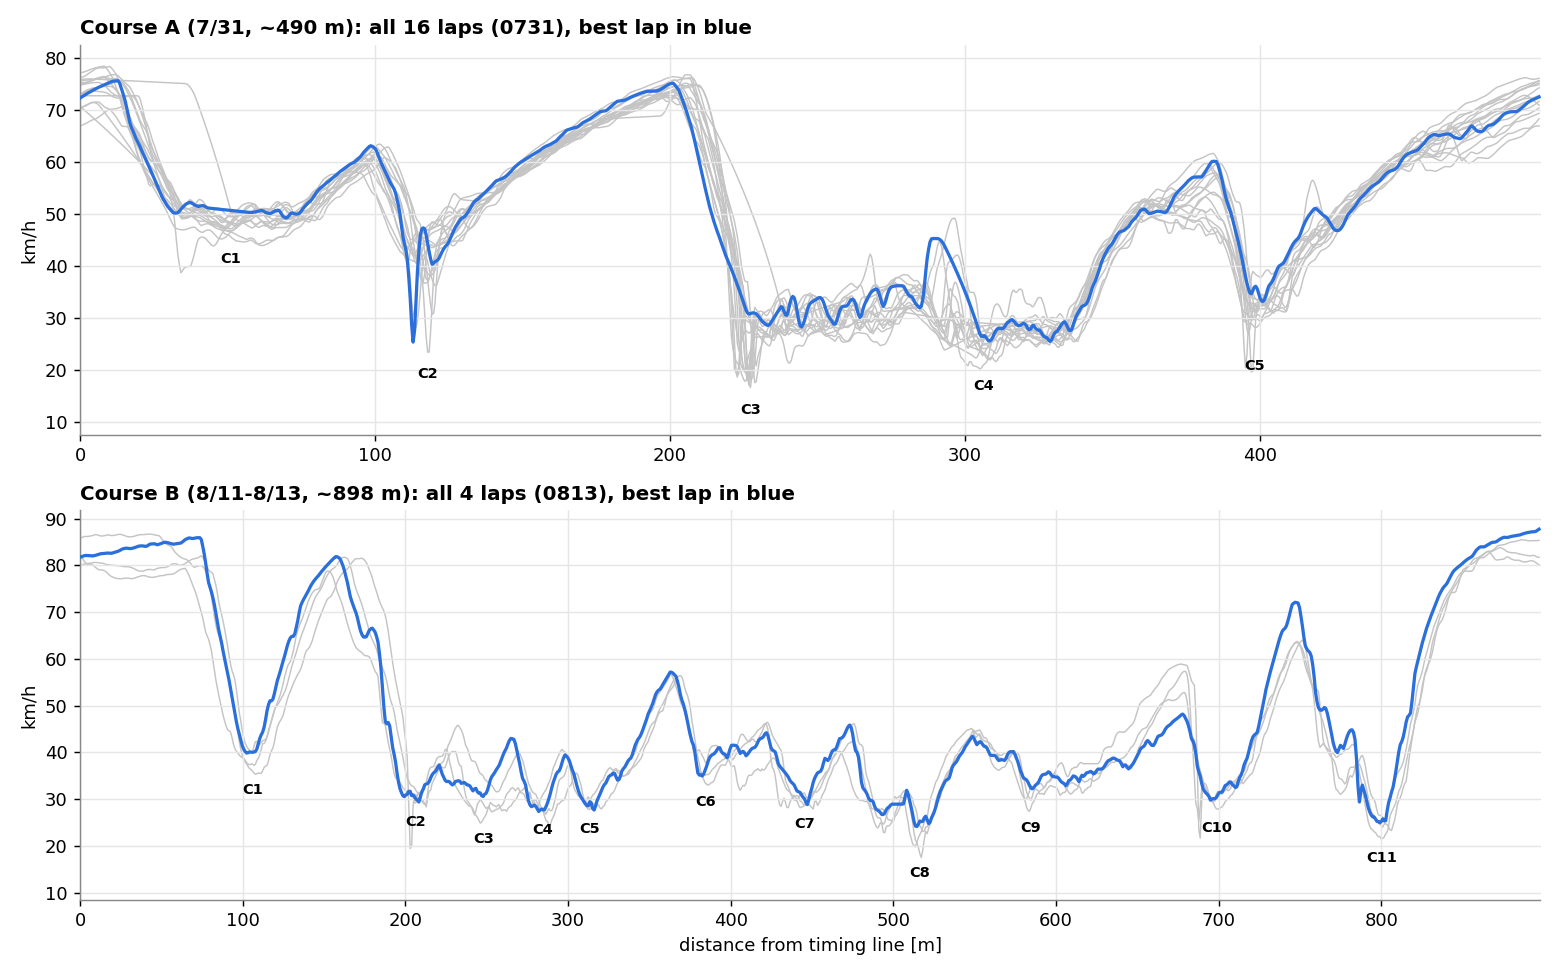 Course A (7/31, ~490 m): all 16 laps (0731), best lap in blue
80
70
60
50
40
30
20
10
km/h
C1
C2
C3
C4
C5
0
100
200
300
400
Course B (8/11-8/13, ~898 m): all 4 laps (0813), best lap in blue
90
80
70
60
50
40
30
20
10
km/h
C1
C2
C3
C4
C5
C6
C7
C8
C9
C10
C11
0
100
200
300
400
500
600
700
800
distance from timing line [m]